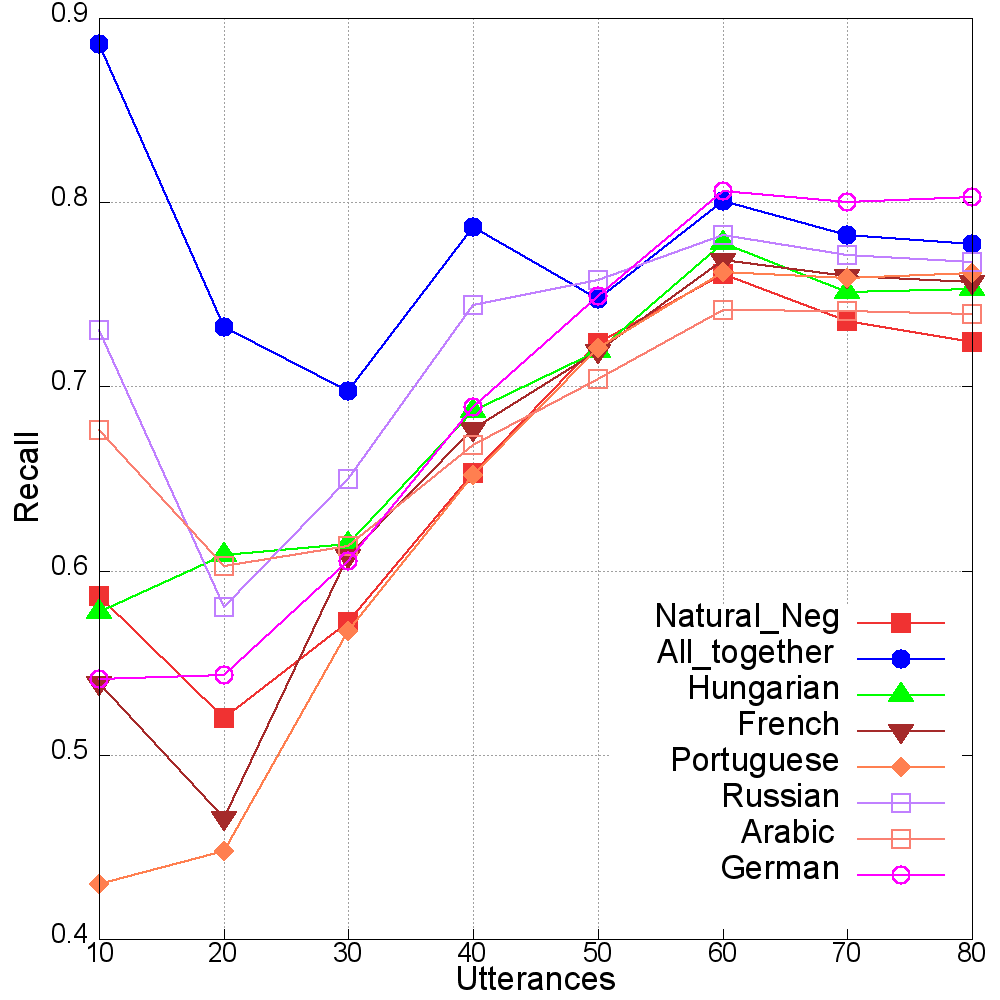 0.9
0.8
0.7
0.6
0.5
0.4
Recall
Natural_Neg
All_together
Hungarian
French
Portuguese
Russian
Arabic
German
10 20 30 40 50 60 70 80
Utterances